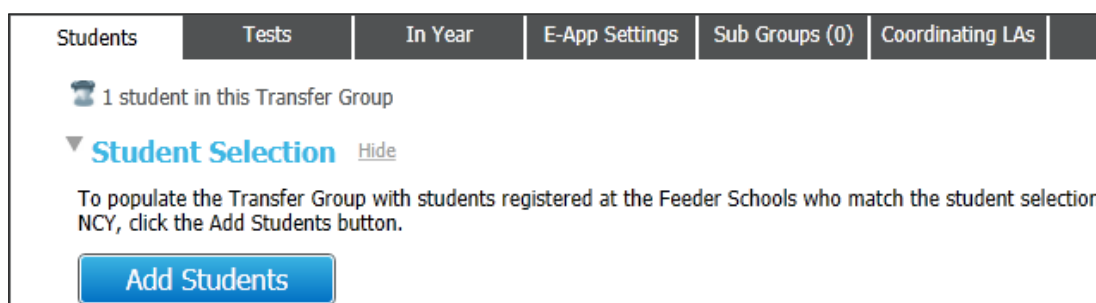 Students Tests In Year E-App Settings Sub Groups (0) Coordinating LAs
1 student in this Transfer Group
Student Selection Hide
To populate the Transfer Group with students registered at the Feeder Schools who match the student selection
NCY, click the Add Students button.
Add Students